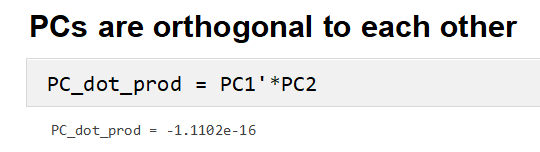 PCs are orthogonal to each other
PC_dot_prod = PC1'*PC2
PC_dot_prod = -1.1102e-16